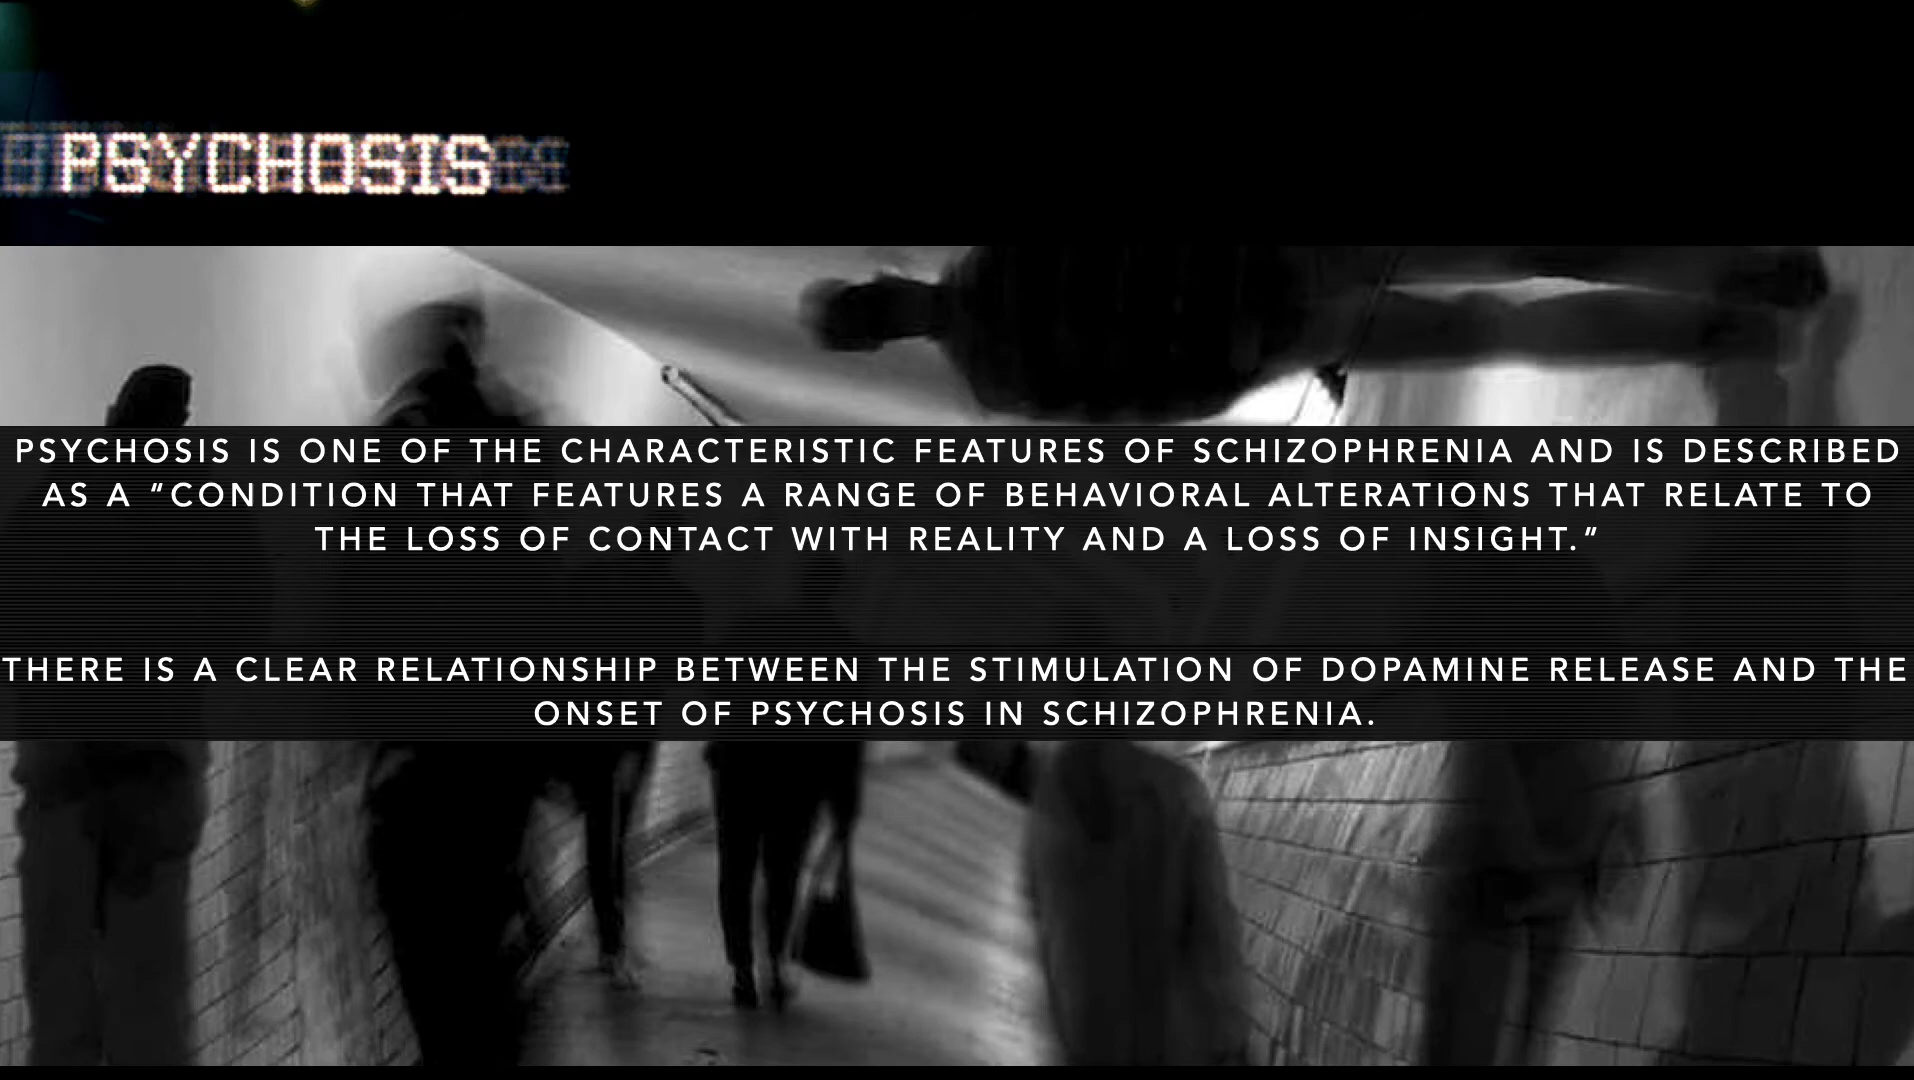 PSYCHOSIS
PSYCHOSIS IS ONE OF THE CHARACTERISTIC FEATURES OF SCHIZOPHRENIA AND IS DESCRIBED
AS A “CONDITION THAT FEATURES A RANGE OF BEHAVIORAL ALTERATIONS THAT RELATE TO
THE LOSS OF CONTACT WITH REALITY AND A LOSS OF INSIGHT.”
THERE IS A CLEAR RELATIONSHIP BETWEEN THE STIMULATION OF DOPAMINE RELEASE AND THE
ONSET OF PSYCHOSIS IN SCHIZOPHRENIA.